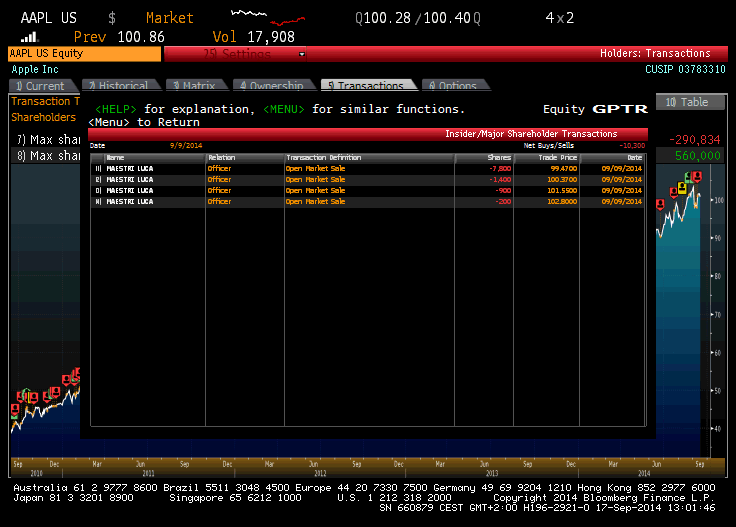 AAPL US $ Market Q100.28 / 100.40Q 4x2
Prev 100.86 Vol 17,908
AAPL US Equity 25) Settings Holders: Transactions
Apple Inc CUSIP 03783310
1) Current 2) Historical 3) Matrix 4) Ownership 5) Transactions 6) Options
Transaction T 10) Table
<HELP> for explanation, <MENU> for similar functions. Equity GPTR
Shareholders
<Menu> to Return
Insider/Major Shareholder Transactions
7) Max shar -290,834
Date 9/9/2014 Net Buys/Sells -10,300
8) Max shar 560,000
Name Relation Transaction Definition Shares Trade Price Date
11) MAESTRI LUCA Officer Open Market Sale -7,800 99.4700 09/09/2014
12) MAESTRI LUCA Officer Open Market Sale -1,400 100.3700 09/09/2014
13) MAESTRI LUCA Officer Open Market Sale -900 101.5500 09/09/2014
14) MAESTRI LUCA Officer Open Market Sale -200 102.8000 09/09/2014
100
90
80
70
60
50
40
Sep Dec Mar Jun Sep Dec Mar Jun Sep Dec Mar Jun Sep Dec Mar Jun Sep
2010 2011 2012 2013 2014
Australia 61 2 9777 8600 Brazil 5511 3048 4500 Europe 44 20 7330 7500 Germany 49 69 9204 1210 Hong Kong 852 2977 6000
Japan 81 3 3201 8900 Singapore 65 6212 1000 U.S. 1 212 318 2000 Copyright 2014 Bloomberg Finance L.P.
SN 660879 CEST GMT+2:00 H196-2921-0 17-Sep-2014 13:01:46